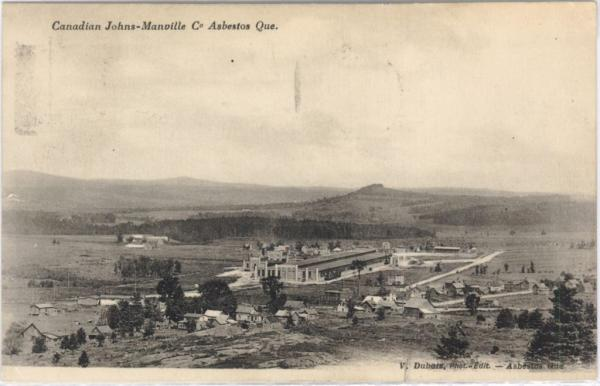 Canadian Johns-Manville Co Asbestos Que.
V. Dubois, Phot.-Edit. — Asbestos Que.